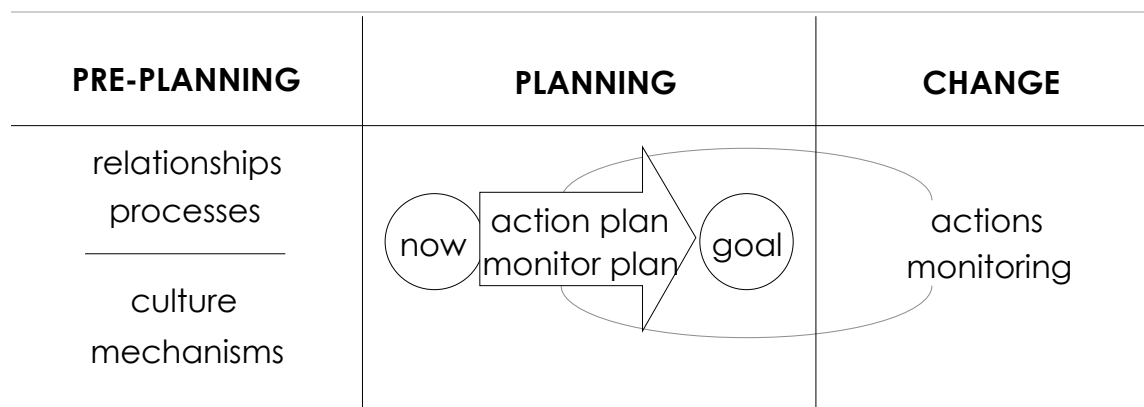 PRE-PLANNING
PLANNING
CHANGE
relationships
processes
culture
mechanisms
now
action plan
monitor plan
goal
actions
monitoring